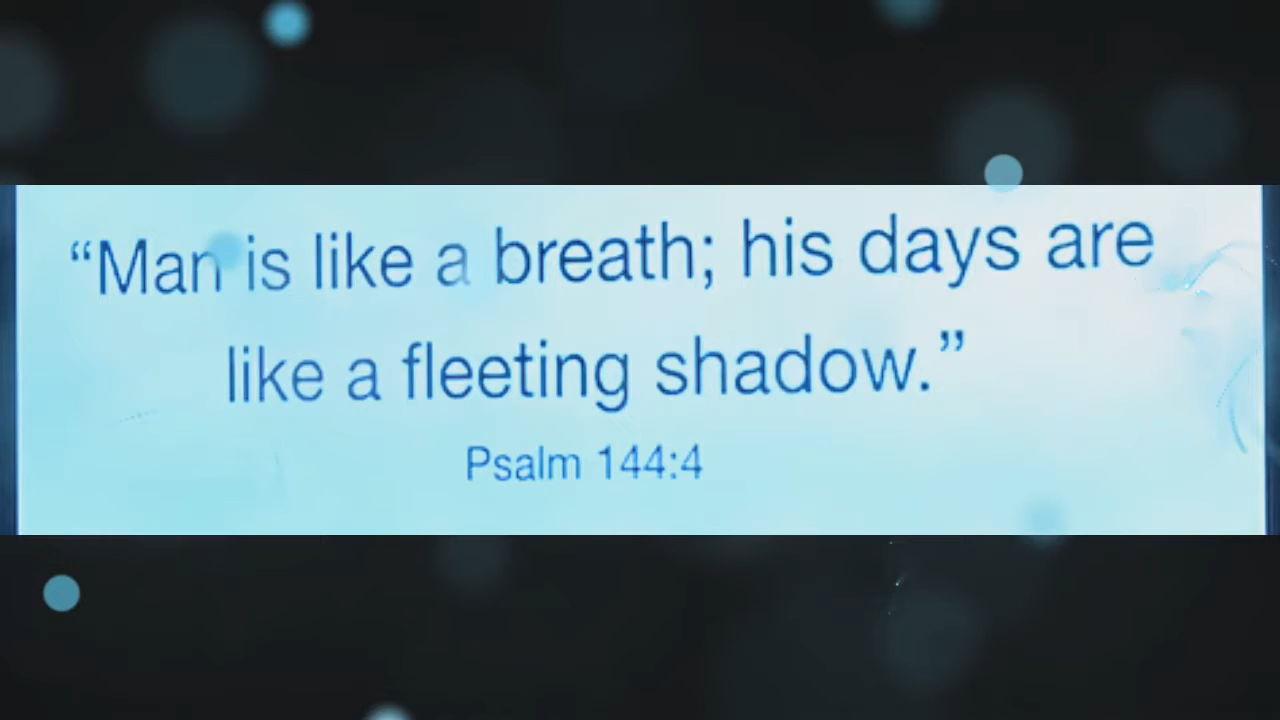 “Man is like a breath; his days are
like a fleeting shadow.”
Psalm 144:4